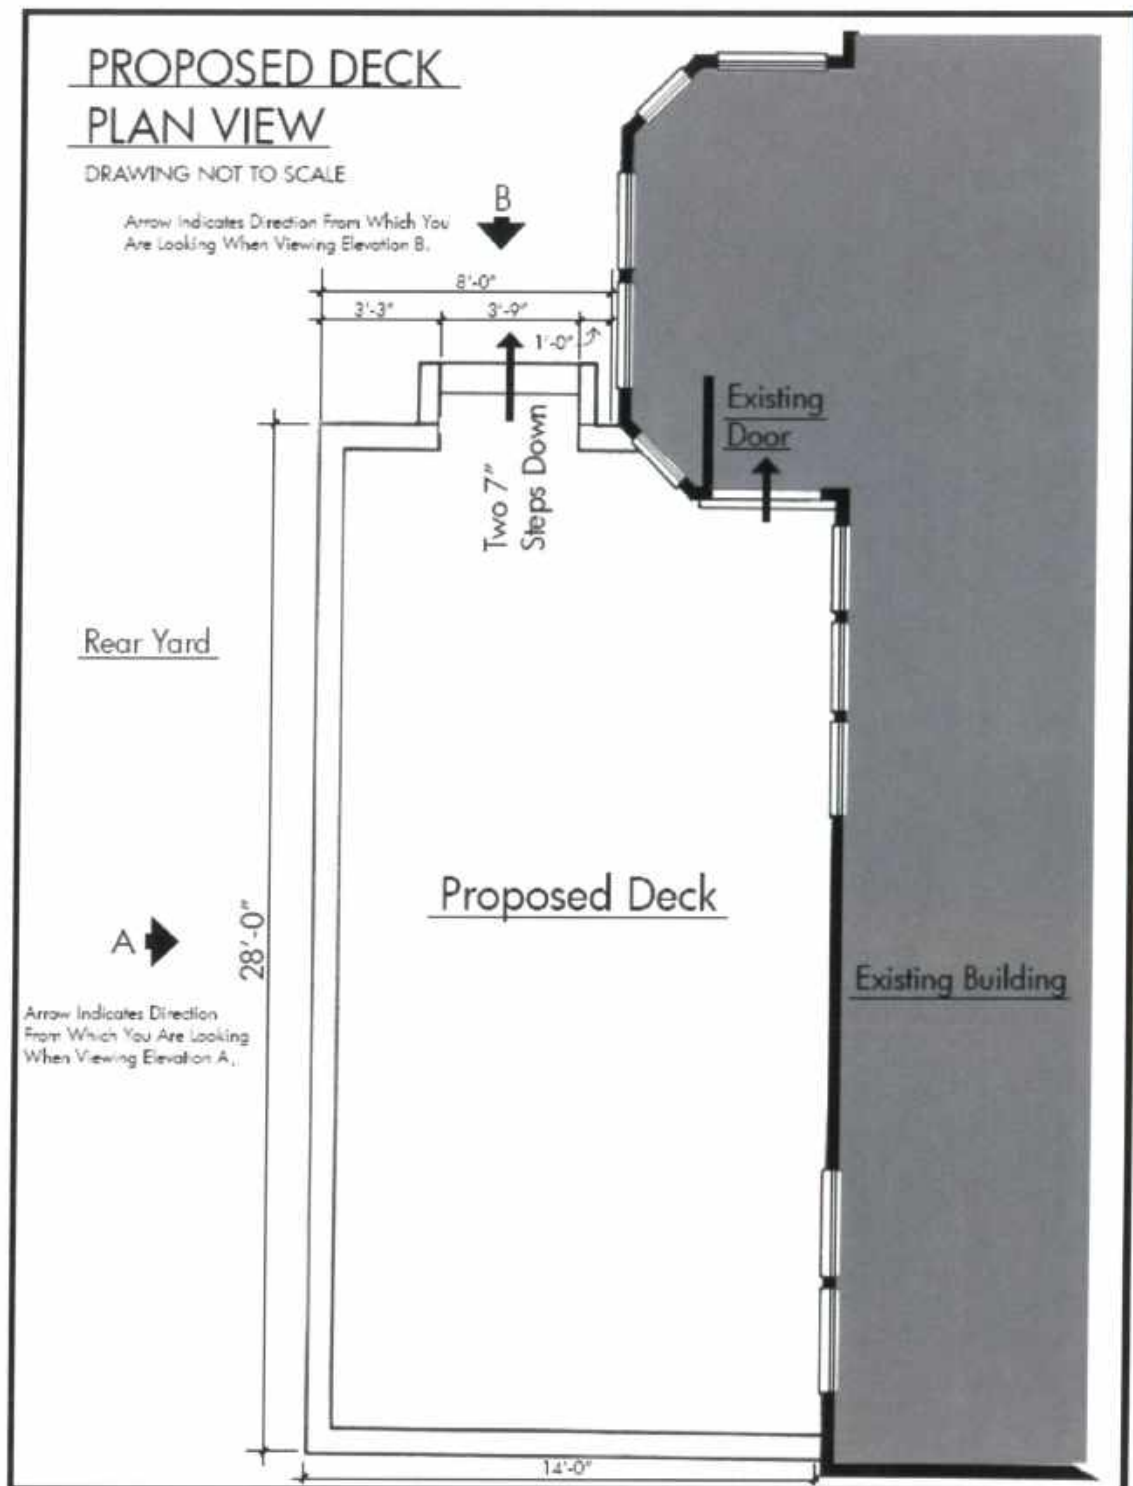 PROPOSED DECK
PLAN VIEW
DRAWING NOT TO SCALE
B
Arrow Indicates Direction From Which You
Are Looking When Viewing Elevation B.
8'-0"
3'-3"
3'-9"
1'-0"
Existing
Door
Two 7"
Steps Down
Rear Yard
Proposed Deck
A
28'-0"
Existing Building
Arrow Indicates Direction
From Which You Are Looking
When Viewing Elevation A.
14'-0"